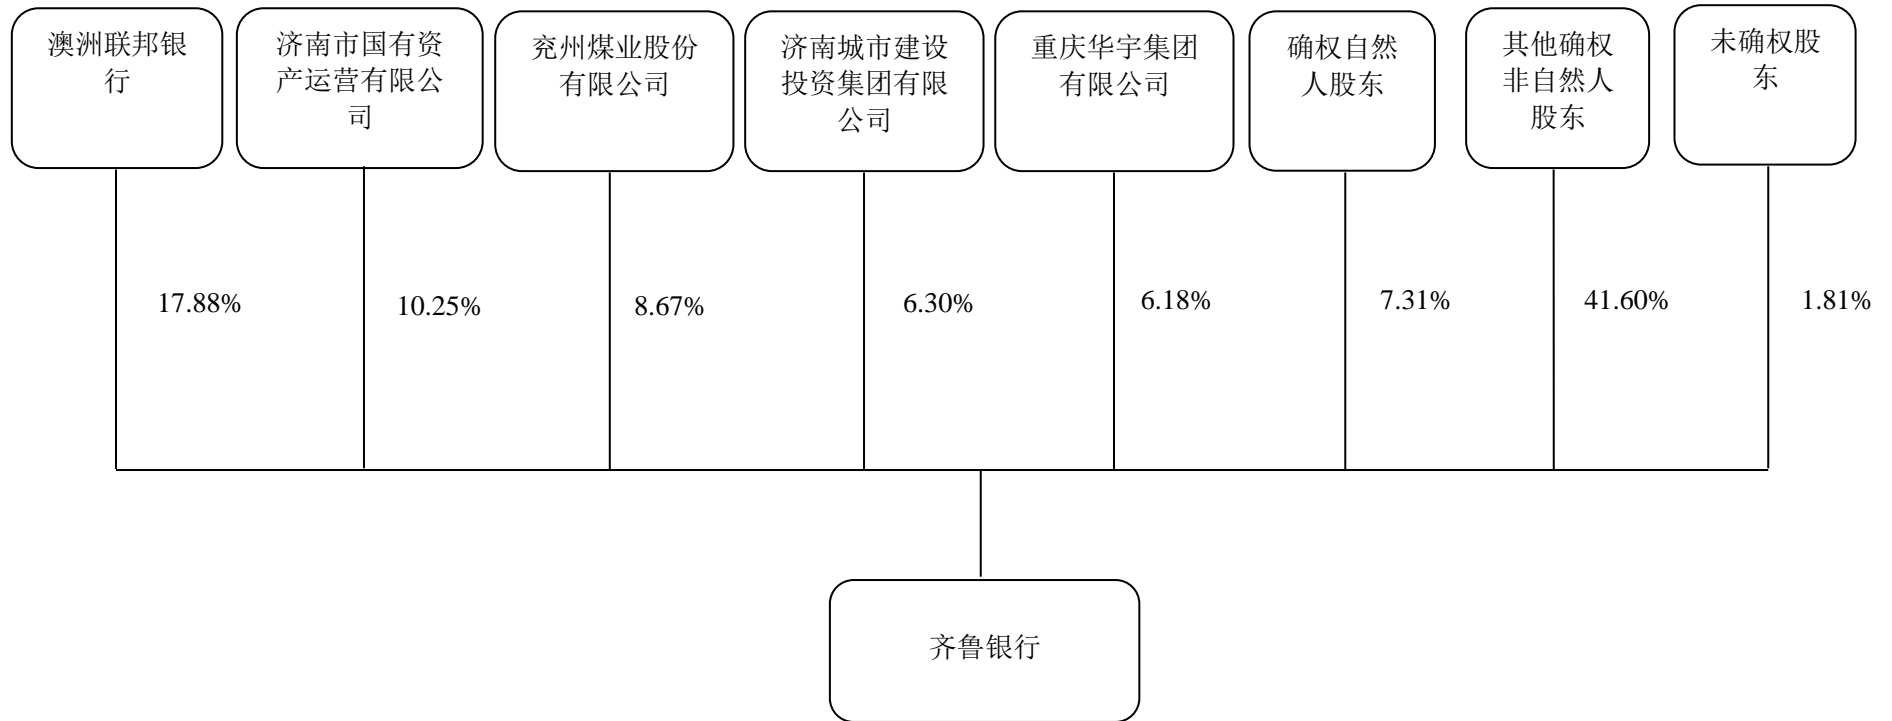 澳洲联邦银
行
济南市国有资
产运营有限公
司
兖州煤业股份
有限公司
济南城市建设
投资集团有限
公司
重庆华宇集团
有限公司
确权自然
人股东
其他确权
非自然人
股东
未确权股
东
17.88%
10.25%
8.67%
6.30%
6.18%
7.31%
41.60%
1.81%
齐鲁银行